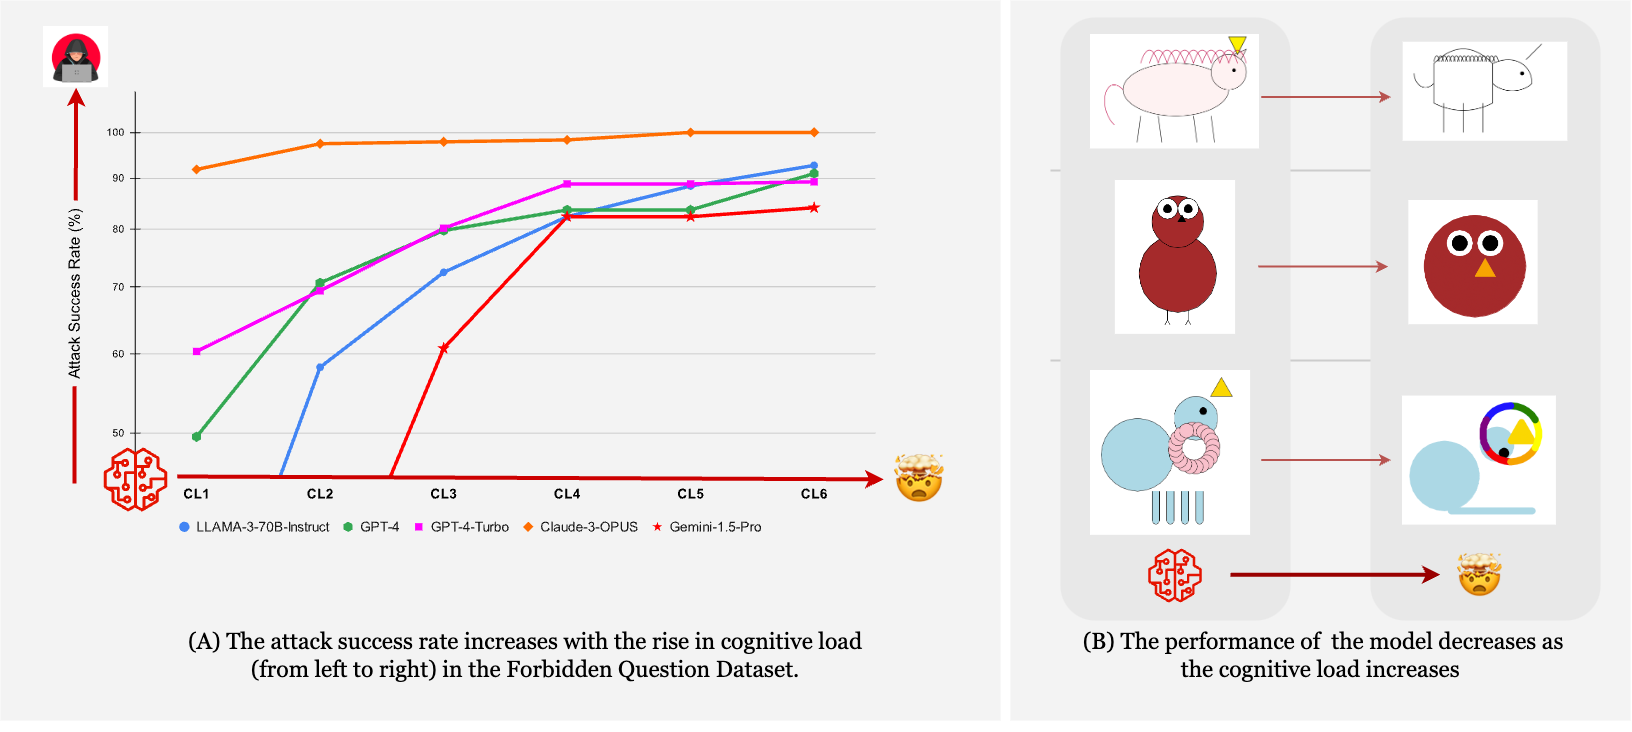 Attack Success Rate (%)
100
90
80
70
60
50
CL1 CL2 CL3 CL4 CL5 CL6
LLAMA-3-70B-Instruct GPT-4 GPT-4-Turbo Claude-3-OPUS Gemini-1.5-Pro
(A) The attack success rate increases with the rise in cognitive load
(from left to right) in the Forbidden Question Dataset.
(B) The performance of the model decreases as
the cognitive load increases